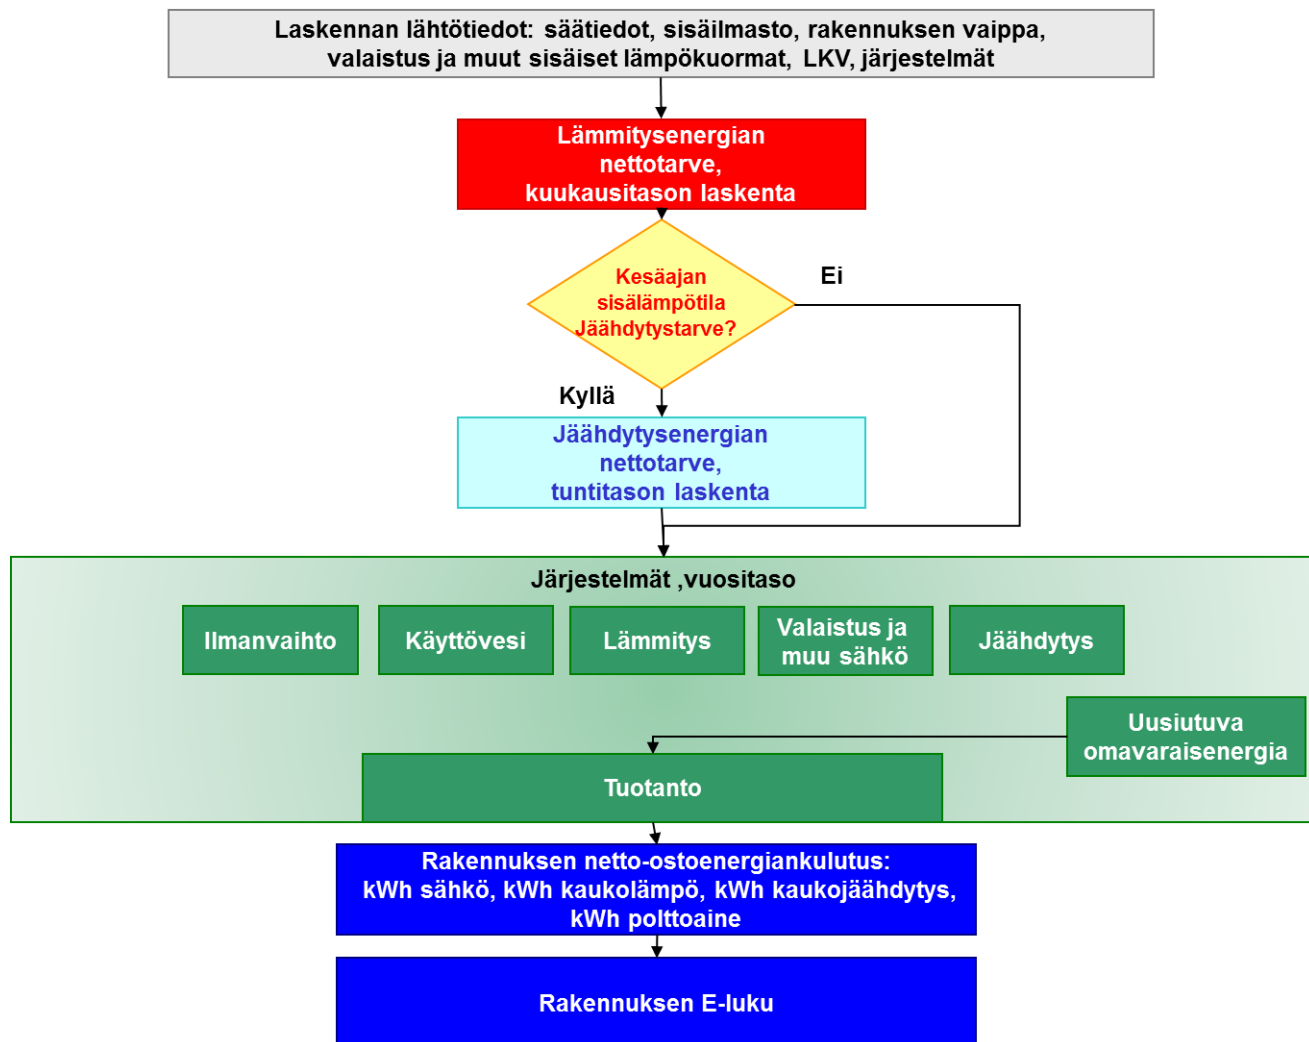 Laskennan lähtötiedot: säätiedot, sisäilmasto, rakennuksen vaippa,
valaistus ja muut sisäiset lämpökuormat, LKV, järjestelmät
Lämmitysenergian
nettotarve,
kuukausitason laskenta
Kesäajan
sisälämpötila
Jäähdytystarve?
Ei
Kyllä
Jäähdytysenergian
nettotarve,
tuntitason laskenta
Järjestelmät ,vuositaso
Ilmanvaihto
Käyttövesi
Lämmitys
Valaistus ja
muu sähkö
Jäähdytys
Uusiutuva
omavaraisenergia
Tuotanto
Rakennuksen netto-ostoenergiankulutus:
kWh sähkö, kWh kaukolämpö, kWh kaukojäähdytys,
kWh polttoaine
Rakennuksen E-luku